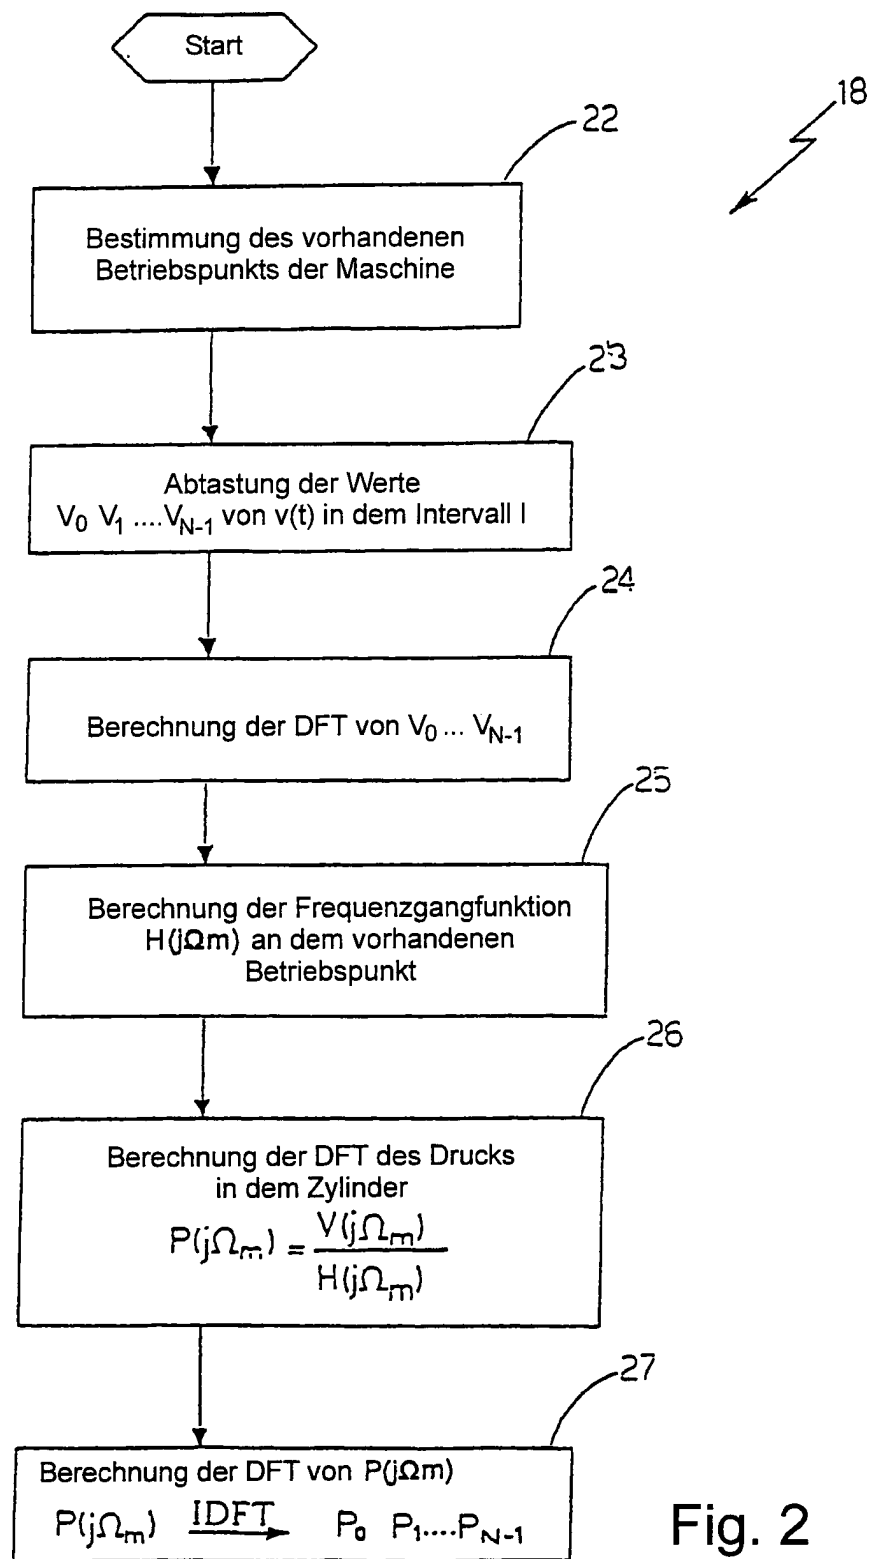 Start
18
22
Bestimmung des vorhandenen
Betriebspunkts der Maschine
23
Abtastung der Werte
V₀ V₁ ....V_N-1 von v(t) in dem Intervall I
24
Berechnung der DFT von V₀ ... V_N-1
25
Berechnung der Frequenzgangfunktion
H(jΩm) an dem vorhandenen
Betriebspunkt
26
Berechnung der DFT des Drucks
in dem Zylinder
P(jΩₘ) = V(jΩₘ)
H(jΩₘ)
27
Berechnung der DFT von P(jΩm)
P(jΩₘ) IDFT P₀ P₁....P_N-1
Fig. 2